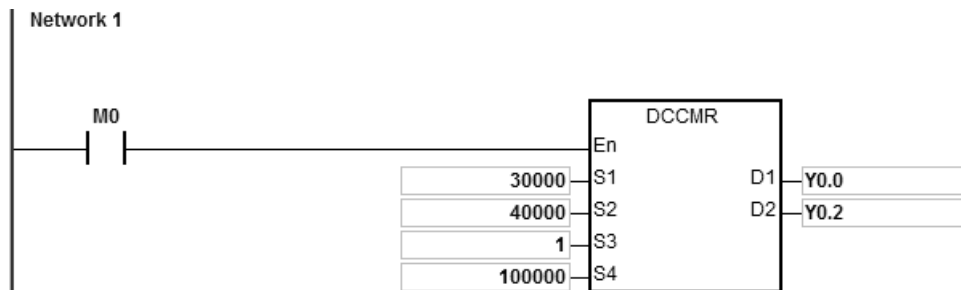 Network 1
M0
DCCMR
En
30000 S1 D1 Y0.0
40000 S2 D2 Y0.2
1 S3
100000 S4